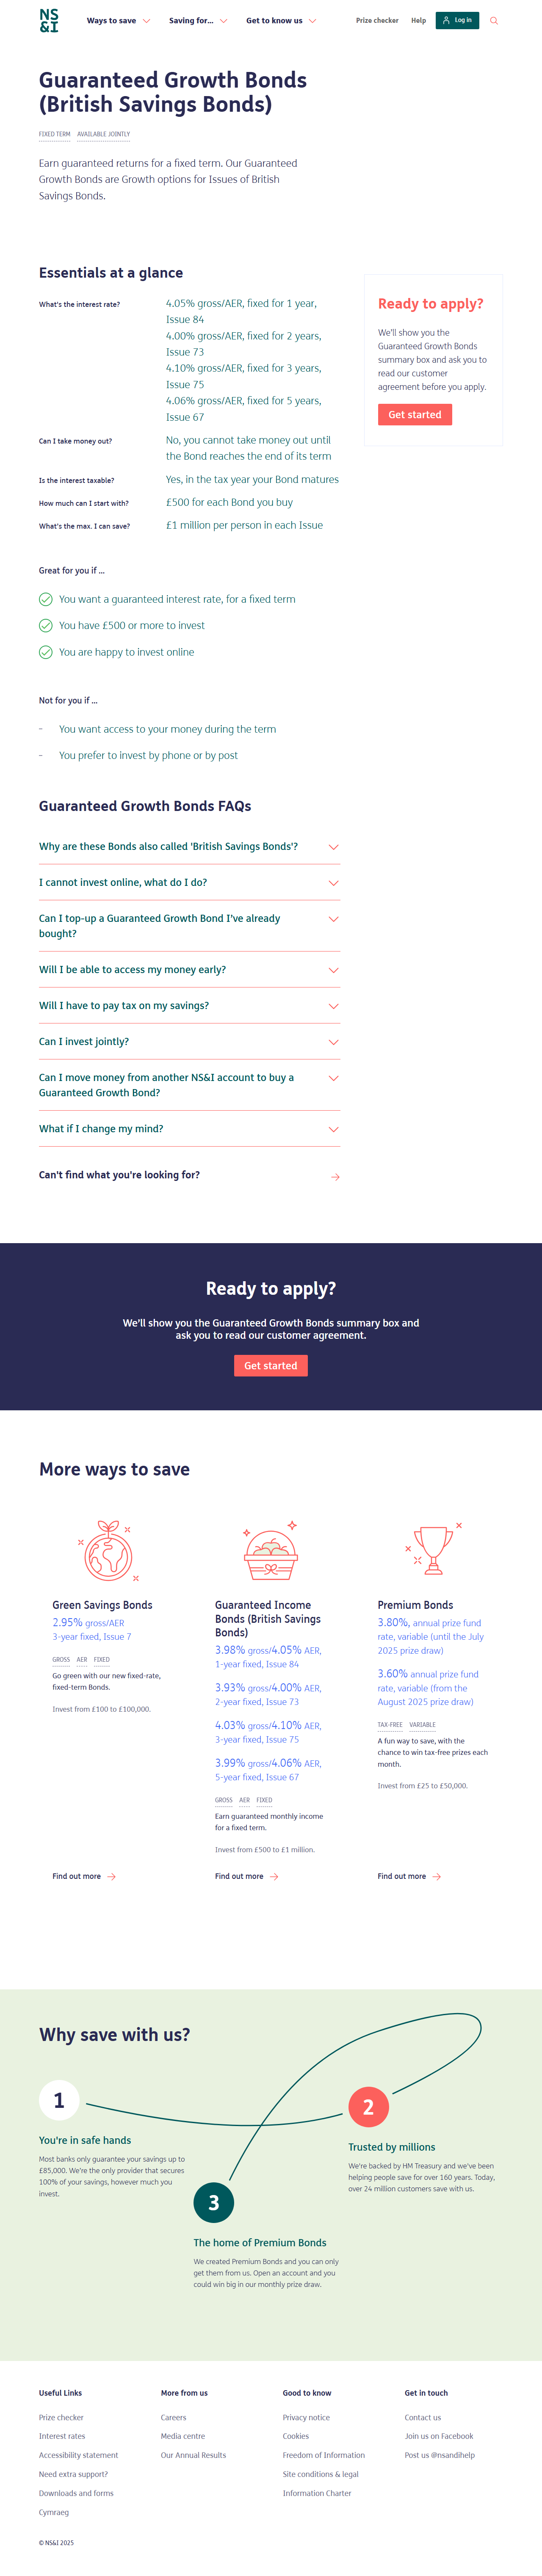 NS
&I
Ways to save
Saving for...
Get to know us
Prize checker
Help
Log in
Guaranteed Growth Bonds
(British Savings Bonds)
FIXED TERM AVAILABLE JOINTLY
Earn guaranteed returns for a fixed term. Our Guaranteed
Growth Bonds are Growth options for Issues of British
Savings Bonds.
Essentials at a glance
What's the interest rate?
4.05% gross/AER, fixed for 1 year,
Issue 84
4.00% gross/AER, fixed for 2 years,
Issue 73
4.10% gross/AER, fixed for 3 years,
Issue 75
4.06% gross/AER, fixed for 5 years,
Issue 67
Can I take money out?
No, you cannot take money out until
the Bond reaches the end of its term
Is the interest taxable?
Yes, in the tax year your Bond matures
How much can I start with?
£500 for each Bond you buy
What's the max. I can save?
£1 million per person in each Issue
Ready to apply?
We'll show you the
Guaranteed Growth Bonds
summary box and ask you to
read our customer
agreement before you apply.
Get started
Great for you if ...
You want a guaranteed interest rate, for a fixed term
You have £500 or more to invest
You are happy to invest online
Not for you if ...
- You want access to your money during the term
- You prefer to invest by phone or by post
Guaranteed Growth Bonds FAQs
Why are these Bonds also called 'British Savings Bonds'?
I cannot invest online, what do I do?
Can I top-up a Guaranteed Growth Bond I've already
bought?
Will I be able to access my money early?
Will I have to pay tax on my savings?
Can I invest jointly?
Can I move money from another NS&I account to buy a
Guaranteed Growth Bond?
What if I change my mind?
Can't find what you're looking for?
Ready to apply?
We'll show you the Guaranteed Growth Bonds summary box and
ask you to read our customer agreement.
Get started
More ways to save
Green Savings Bonds
2.95% gross/AER
3-year fixed, Issue 7
GROSS AER FIXED
Go green with our new fixed-rate,
fixed-term Bonds.
Invest from £100 to £100,000.
Find out more
Guaranteed Income
Bonds (British Savings
Bonds)
3.98% gross/4.05% AER,
1-year fixed, Issue 84
3.93% gross/4.00% AER,
2-year fixed, Issue 73
4.03% gross/4.10% AER,
3-year fixed, Issue 75
3.99% gross/4.06% AER,
5-year fixed, Issue 67
GROSS AER FIXED
Earn guaranteed monthly income
for a fixed term.
Invest from £500 to £1 million.
Find out more
Premium Bonds
3.80%, annual prize fund
rate, variable (until the July
2025 prize draw)
3.60% annual prize fund
rate, variable (from the
August 2025 prize draw)
TAX-FREE VARIABLE
A fun way to save, with the
chance to win tax-free prizes each
month.
Invest from £25 to £50,000.
Find out more
Why save with us?
1
You're in safe hands
Most banks only guarantee your savings up to
£85,000. We're the only provider that secures
100% of your savings, however much you
invest.
2
Trusted by millions
We're backed by HM Treasury and we've been
helping people save for over 160 years. Today,
over 24 million customers save with us.
3
The home of Premium Bonds
We created Premium Bonds and you can only
get them from us. Open an account and you
could win big in our monthly prize draw.
Useful Links
Prize checker
Interest rates
Accessibility statement
Need extra support?
Downloads and forms
Cymraeg
More from us
Careers
Media centre
Our Annual Results
Good to know
Privacy notice
Cookies
Freedom of Information
Site conditions & legal
Information Charter
Get in touch
Contact us
Join us on Facebook
Post us @nsandihelp
© NS&I 2025